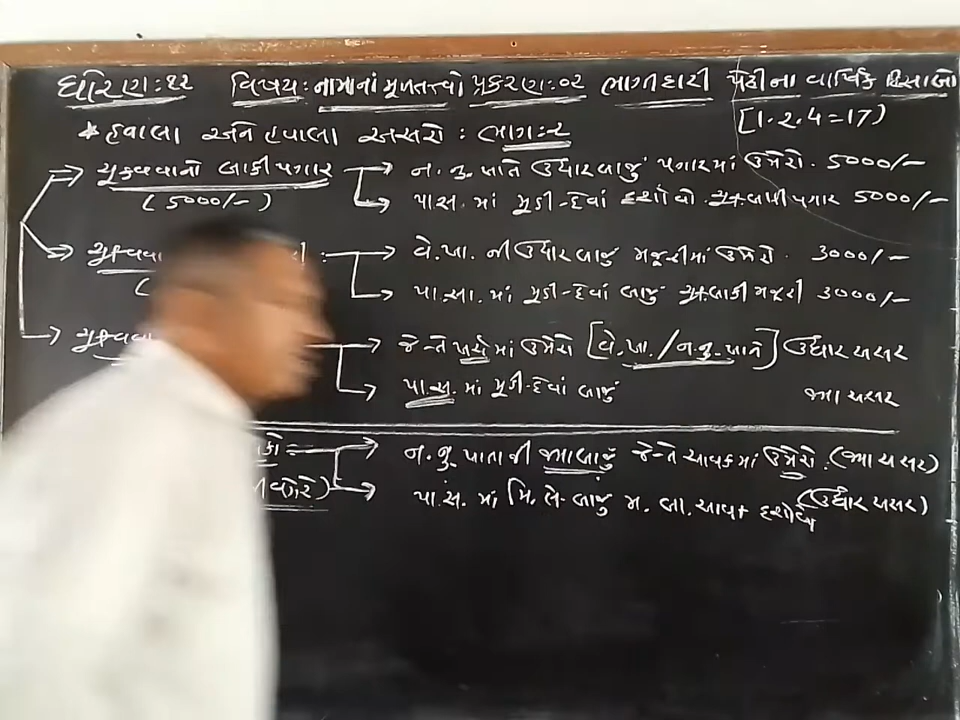 ધોરણ:૧૨ વિષય:નામાનાં મૂળતત્ત્વો પ્રકરણ:૦૨ ભાગીદારી પેઢીના વાર્ષિક હિસાબો
[1.2.4=17)
*હવાલા અને હવાલા અસરો: ભાગ:૨
ચૂકવવાનો બાકી પગાર ન.નુ.ખાતે ઉધાર બાજુ પગારમાં ઉમેરો. 5000/-
(5000/-) પા.સ.માં મૂડી-દેવાં દર્શાવો પગાર 5000/-
વે.ખા.ની ઉધાર બાજુ મજૂરીમાં ઉમેરો. 3000/-
પા.સ.માં મૂડી-દેવાં બાજુ બાકી મજૂરી 3000/-
જે-તે ખર્ચમાં ઉમેરો [વે.ખા./ન.નુ.ખાતે] ઉધાર અસર
પા.સ.માં મૂડી-દેવાં બાજુ જમા અસર
ન.નુ.ખાતાની જમા બાજુ જે-તે આવકમાં ઉમેરો. (જમા અસર)
પા.સ.માં મિ.લે.બાજુ મ.બા.આવક દર્શાવો (ઉધાર અસર)